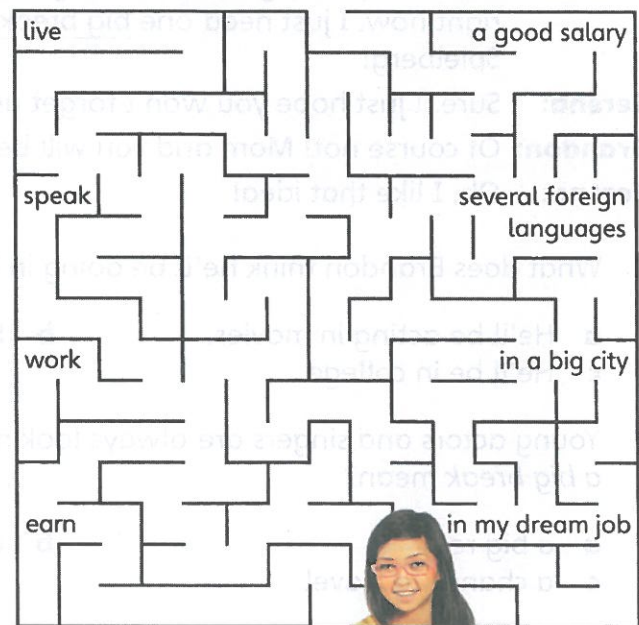 live
a good salary
speak
several foreign
languages
work
in a big city
earn
in my dream job